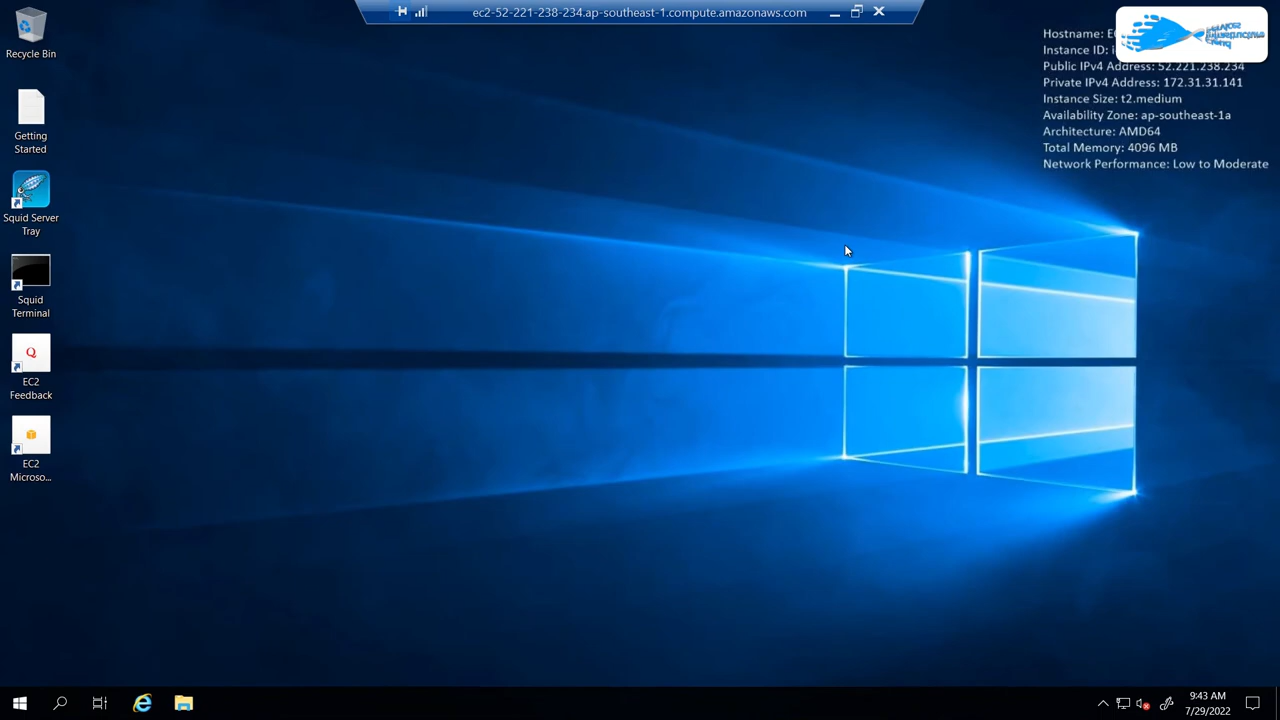 ec2-52-221-238-234.ap-southeast-1.compute.amazonaws.com
Hostname:
Instance ID:
Public IPv4 Address: 52.221.238.234
Private IPv4 Address: 172.31.31.141
Instance Size: t2.medium
Availability Zone: ap-southeast-1a
Architecture: AMD64
Total Memory: 4096 MB
Network Performance: Low to Moderate
Recycle Bin
Getting
Started
Squid Server
Tray
Squid
Terminal
Q
EC2
Feedback
EC2
Microso...
9:43 AM
7/29/2022